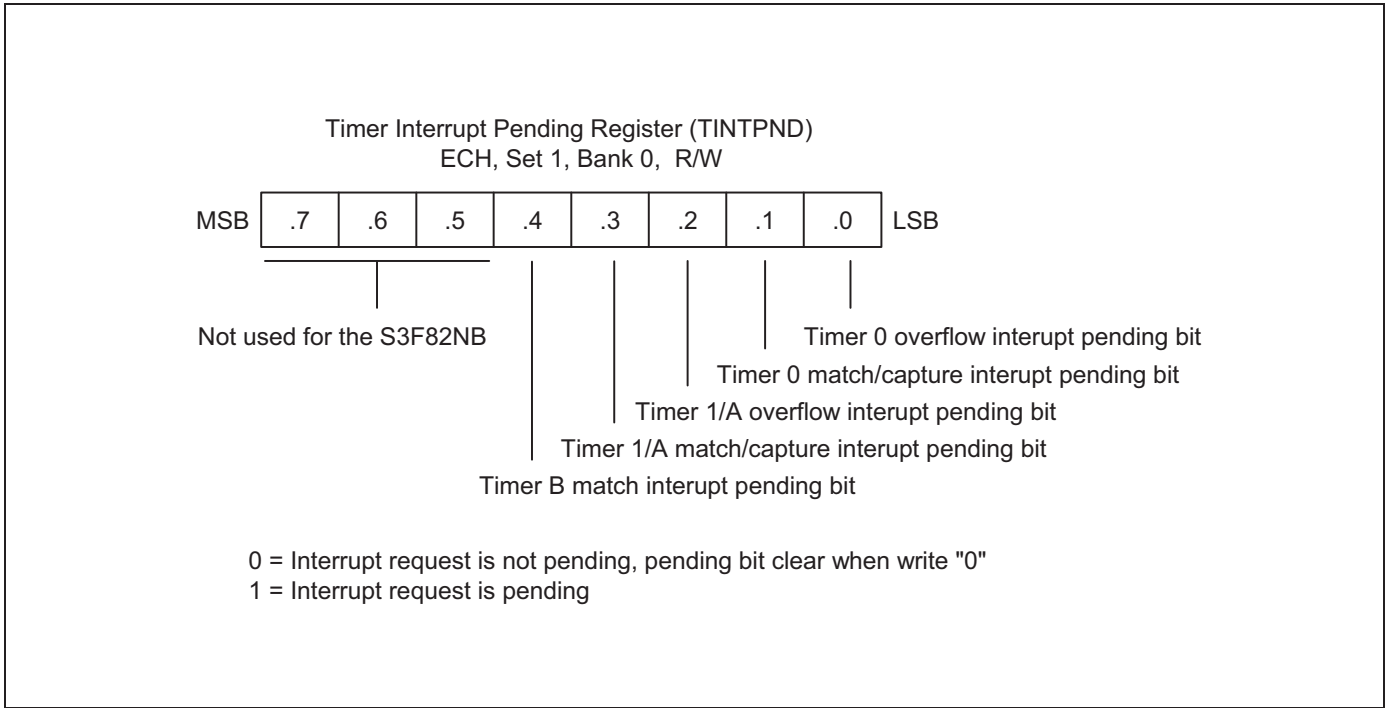 Timer Interrupt Pending Register (TINTPND)
ECH, Set 1, Bank 0, R/W
MSB .7 .6 .5 .4 .3 .2 .1 .0 LSB
Not used for the S3F82NB
Timer 0 overflow interupt pending bit
Timer 0 match/capture interupt pending bit
Timer 1/A overflow interupt pending bit
Timer 1/A match/capture interupt pending bit
Timer B match interupt pending bit
0 = Interrupt request is not pending, pending bit clear when write "0"
1 = Interrupt request is pending